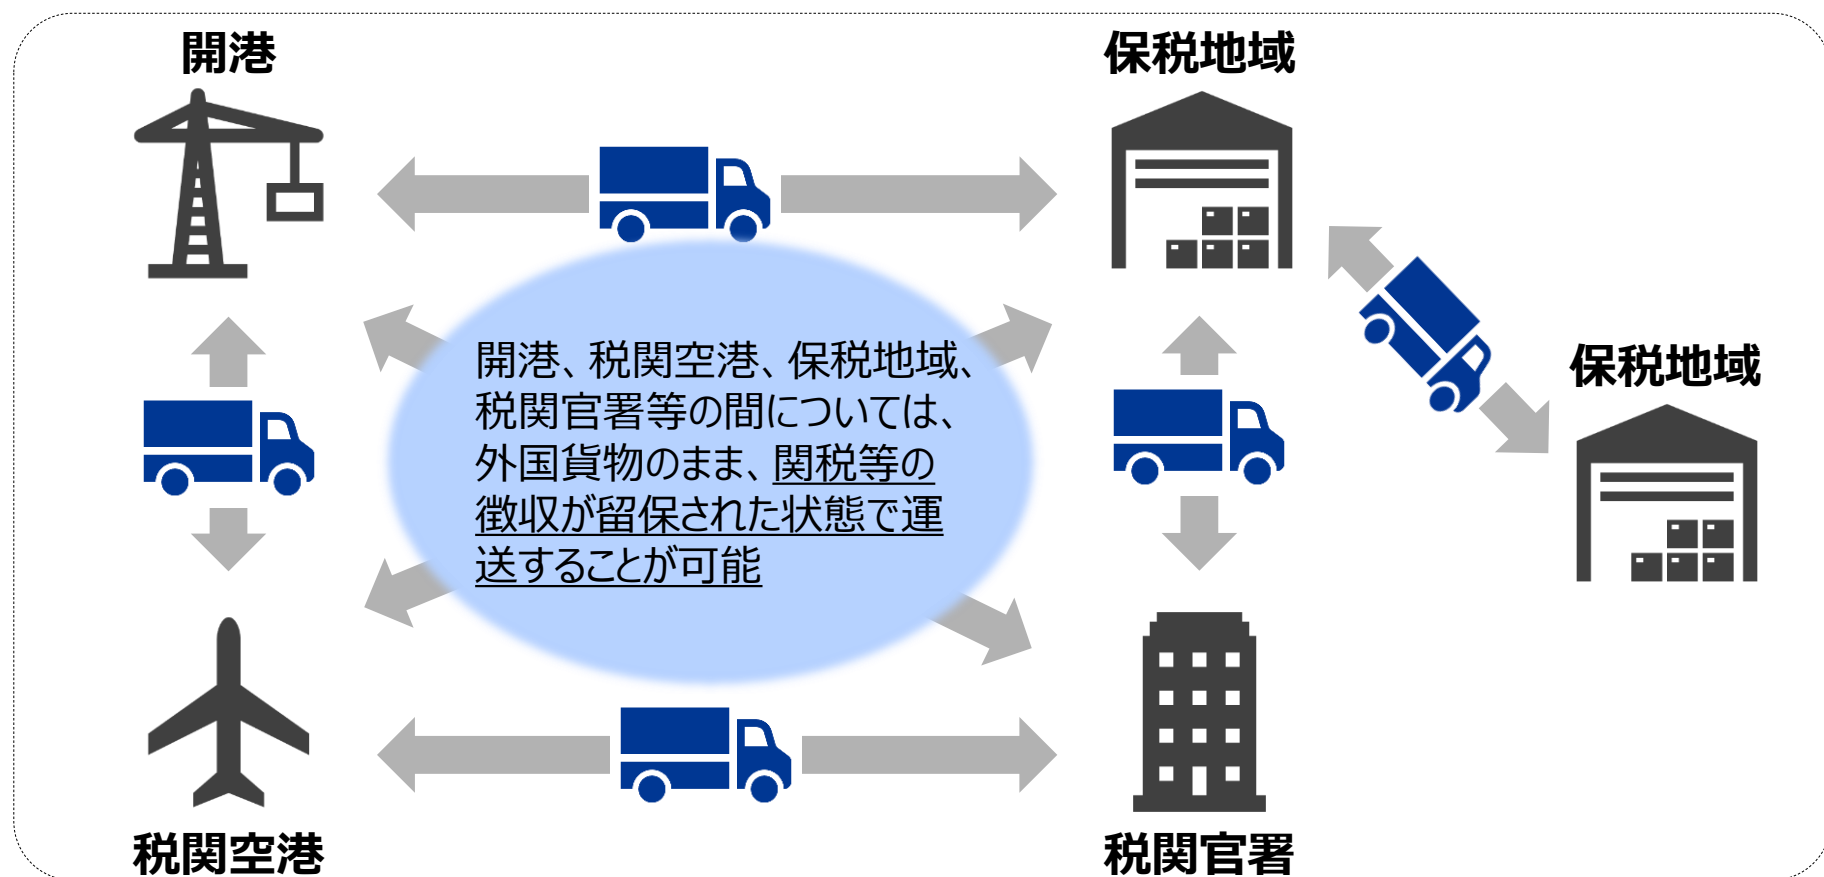 開港
保税地域
開港、税関空港、保税地域、
税関官署等の間については、
外国貨物のまま、関税等の
徴収が留保された状態で運
送することが可能
保税地域
税関空港
税関官署